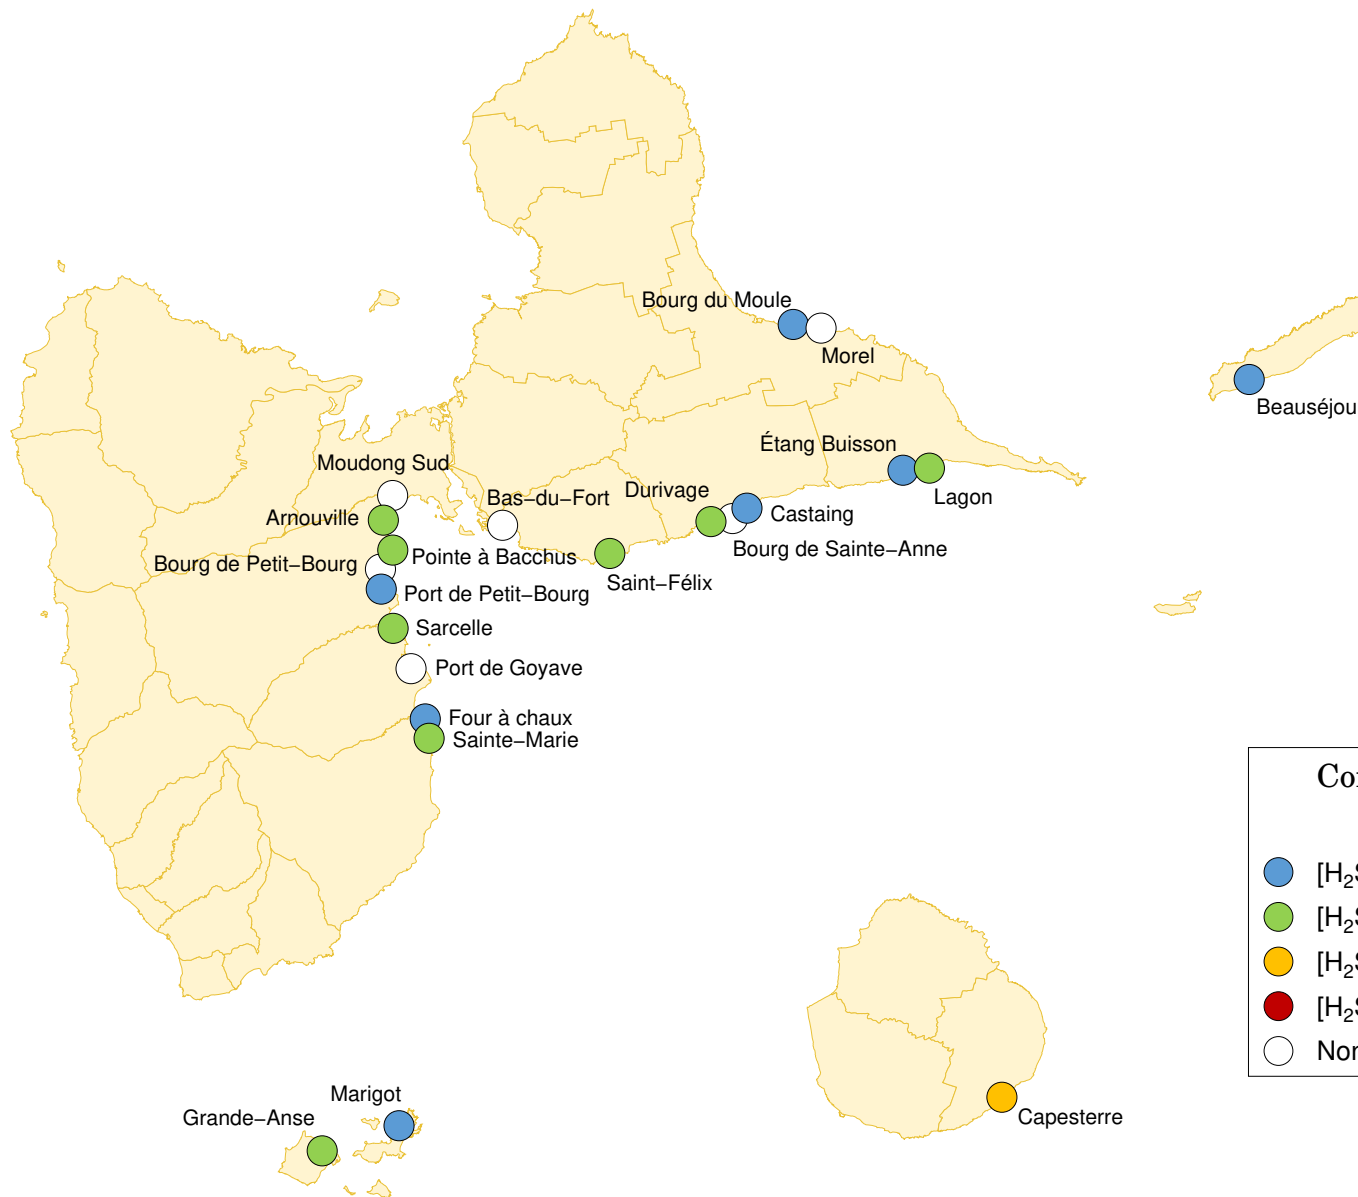 Bourg du Moule
Morel
Beauséjou
Étang Buisson
Lagon
Moudong Sud
Durivage
Bas−du−Fort
Castaing
Arnouville
Bourg de Sainte−Anne
Pointe à Bacchus
Bourg de Petit−Bourg
Saint−Félix
Port de Petit−Bourg
Sarcelle
Port de Goyave
Four à chaux
Sainte−Marie
[H₂S
[H₂S
[H₂S
[H₂S
Marigot
Grande−Anse
Capesterre